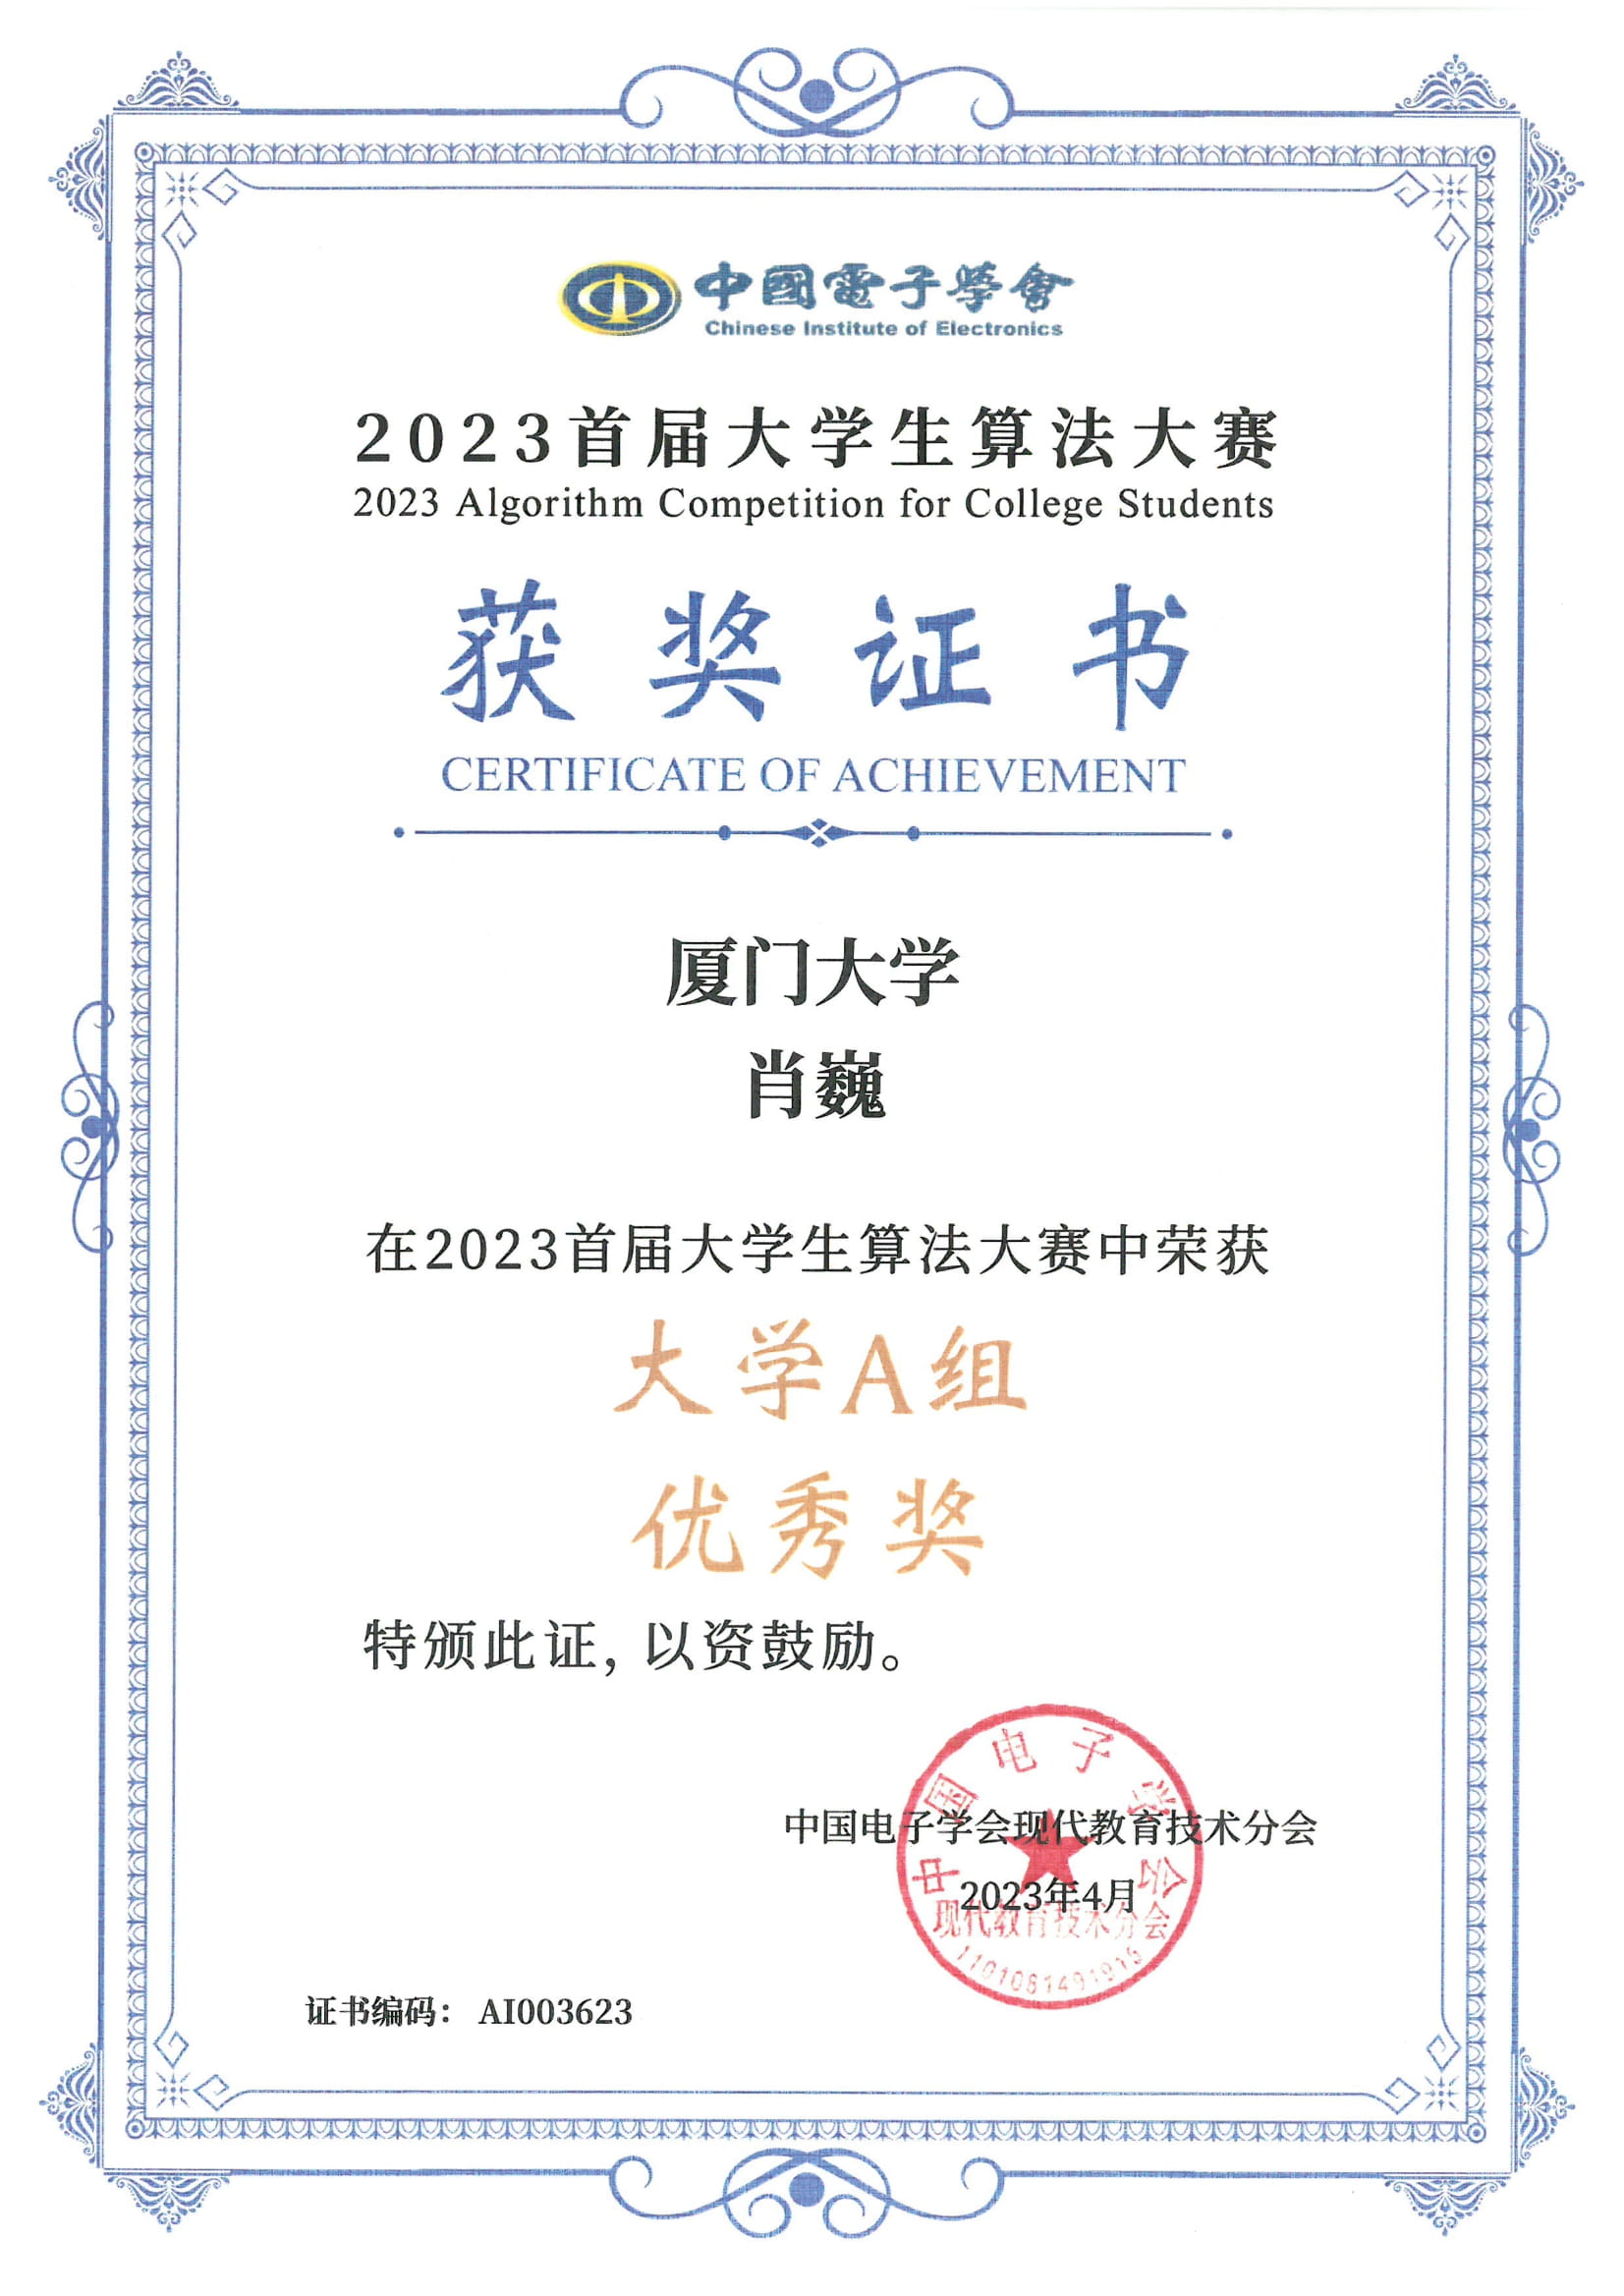 中國電子學會
Chinese Institute of Electronics
2023首届大学生算法大赛
2023 Algorithm Competition for College Students
获奖证书
CERTIFICATE OF ACHIEVEMENT
厦门大学
肖巍
在2023首届大学生算法大赛中荣获
大学A组
优秀奖
特颁此证，以资鼓励。
中国电子学会
中国电子学会现代教育技术分会
2023年4月
现代教育技术分会
证书编码： AI003623